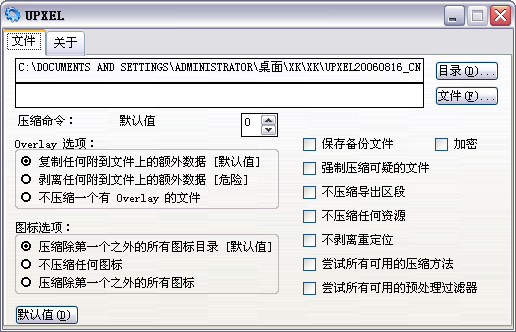 UPXEL
文件 关于
C:\DOCUMENTS AND SETTINGS\ADMINISTRATOR\桌面\XK\XK\UPXEL20060816_CN
目录(D)...
文件(F)...
压缩命令： 默认值 0
Overlay 选项：
复制任何附到文件上的额外数据 [默认值]
剥离任何附到文件上的额外数据 [危险]
不压缩一个有 Overlay 的文件
图标选项：
压缩除第一个之外的所有图标目录 [默认值]
不压缩任何图标
压缩除第一个之外的所有图标
保存备份文件 加密
强制压缩可疑的文件
不压缩导出区段
不压缩任何资源
不剥离重定位
尝试所有可用的压缩方法
尝试所有可用的预处理过滤器
默认值(D)